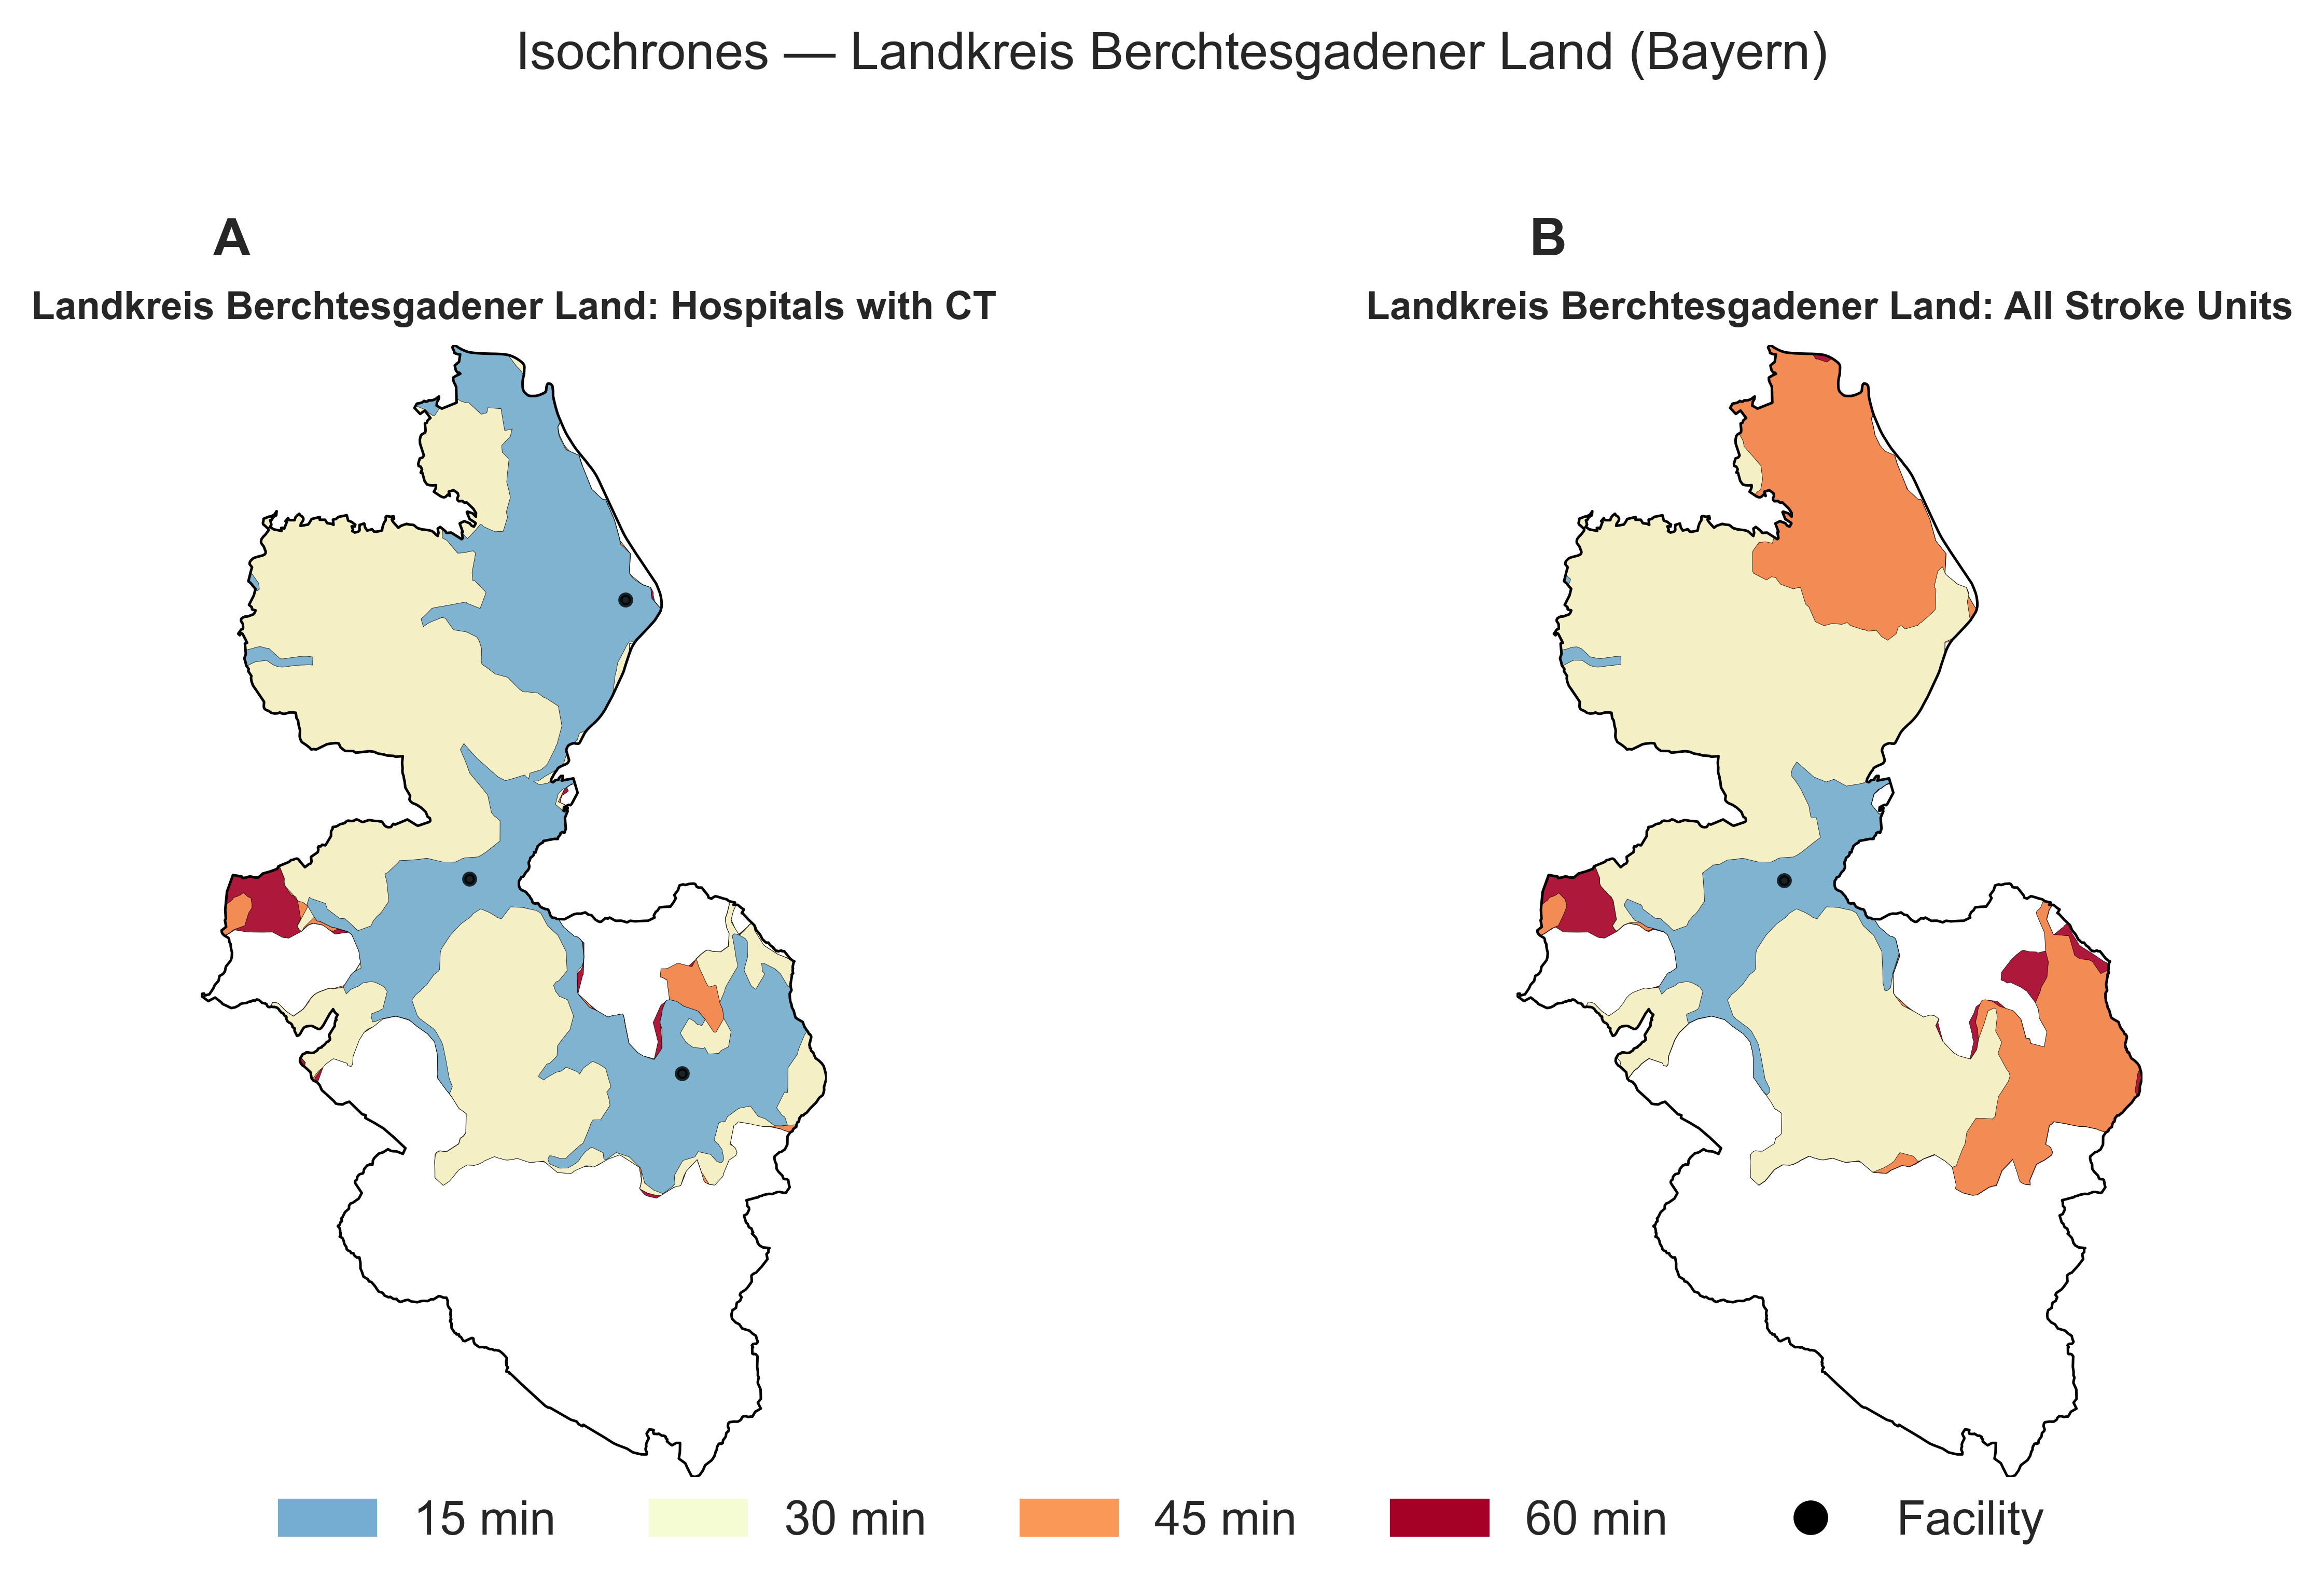 Isochrones — Landkreis Berchtesgadener Land (Bayern)
A
Landkreis Berchtesgadener Land: Hospitals with CT
B
Landkreis Berchtesgadener Land: All Stroke Units
15 min
30 min
45 min
60 min
Facility